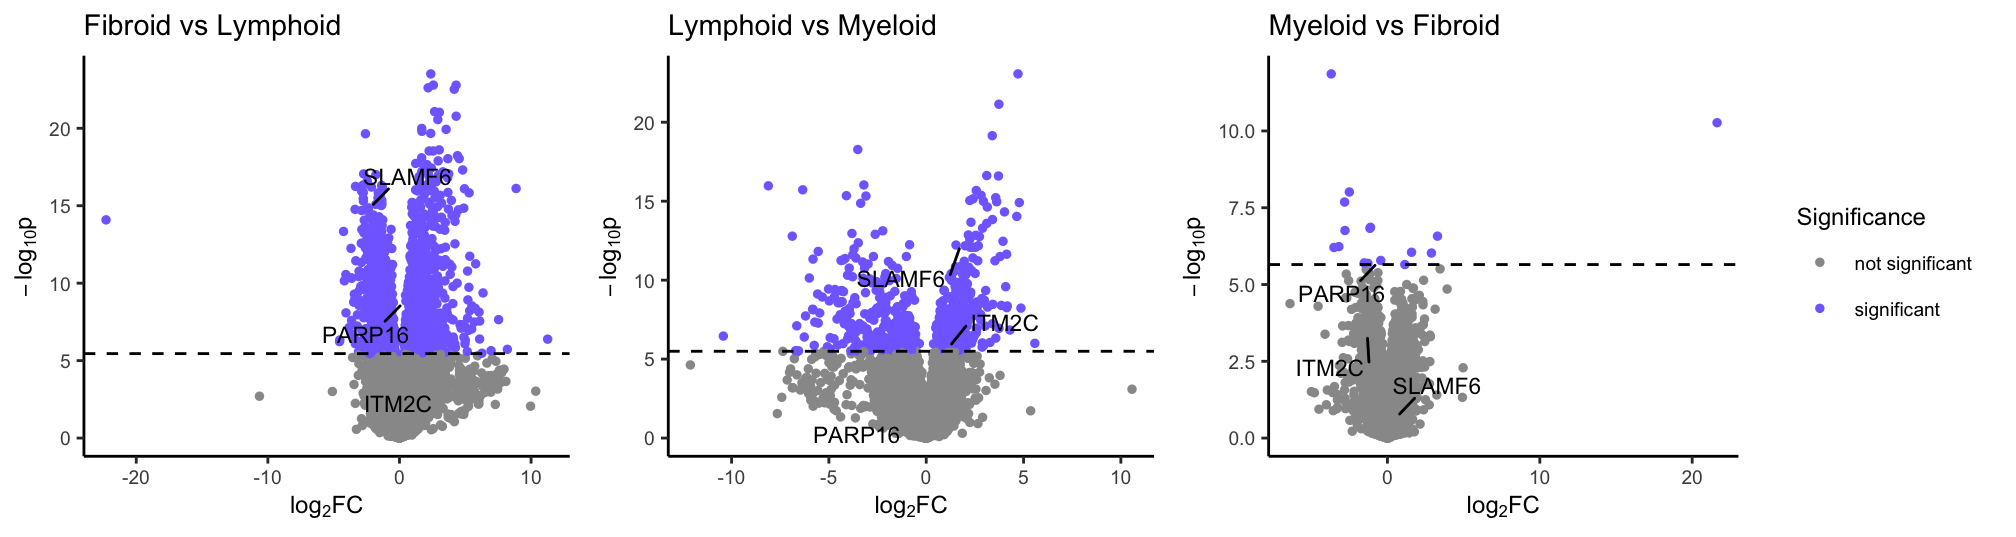 Fibroid vs Lymphoid
Lymphoid vs Myeloid
Myeloid vs Fibroid
− log₁₀p
20
15
10
5
0
SLAMF6
PARP16
ITM2C
-20
-10
0
10
log₂FC
− log₁₀p
20
15
10
5
0
SLAMF6
ITM2C
PARP16
-10
-5
0
5
10
log₂FC
− log₁₀p
10.0
7.5
5.0
2.5
0.0
PARP16
ITM2C
SLAMF6
0
10
20
log₂FC
Significance
not significant
significant